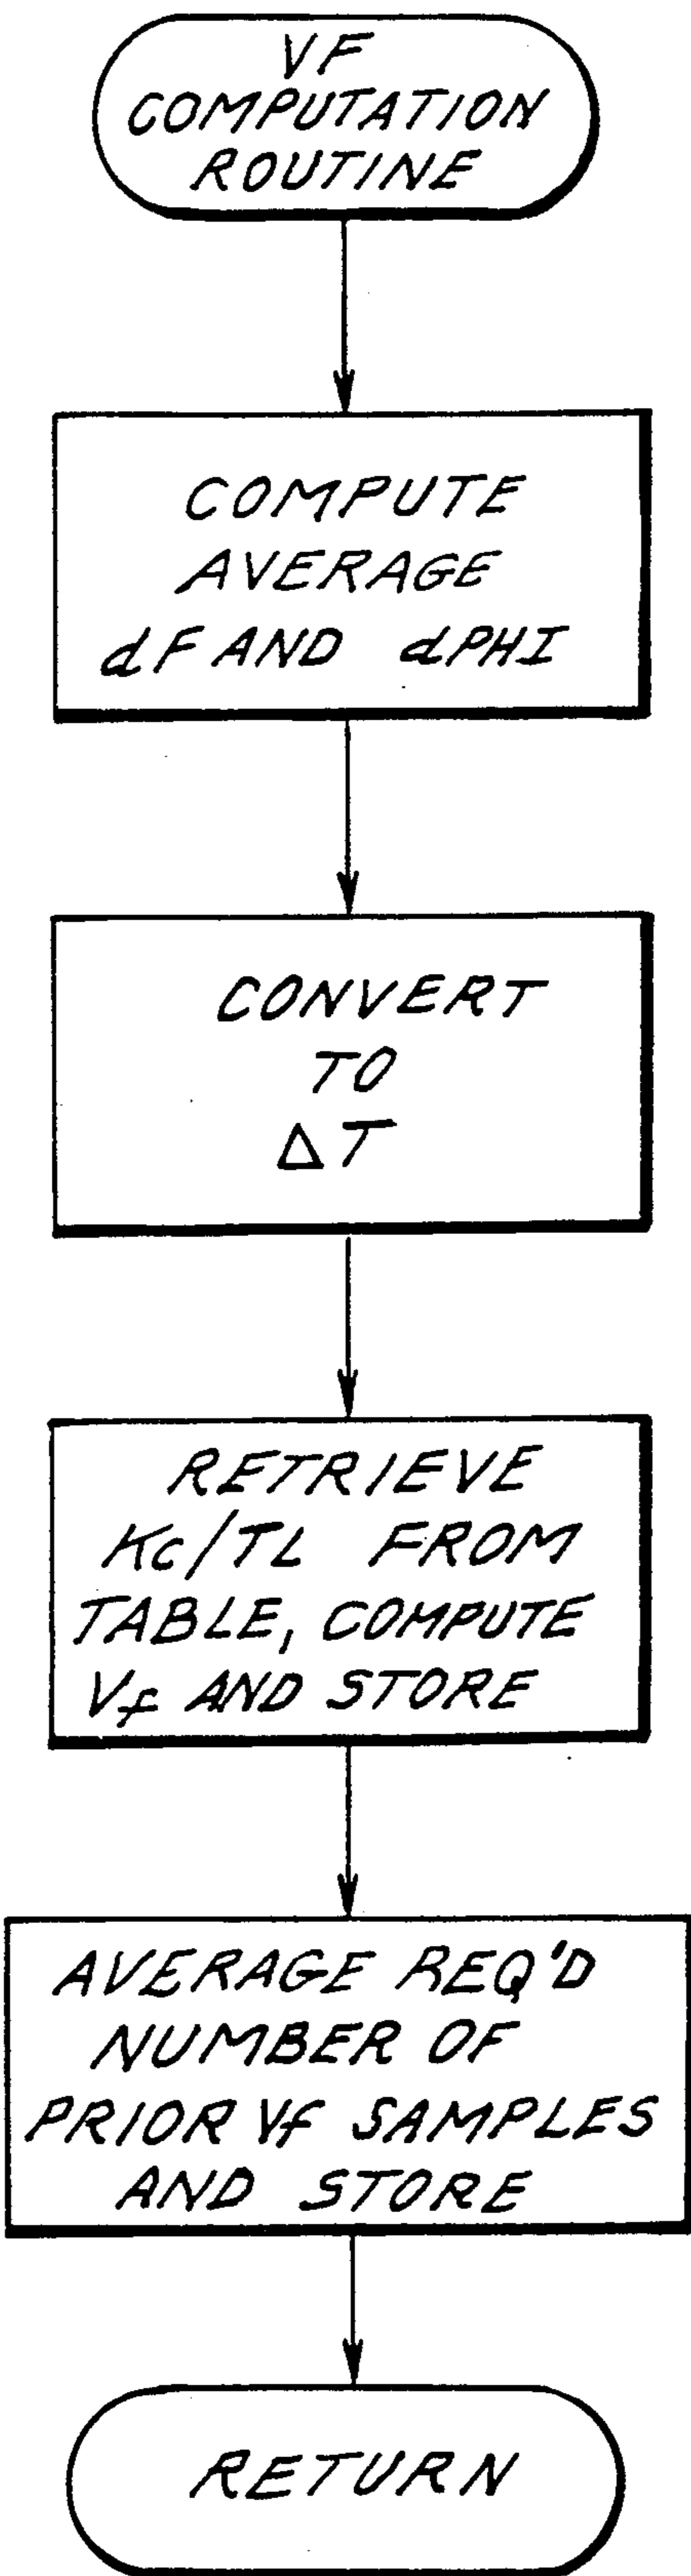 VF
COMPUTATION
ROUTINE
COMPUTE
AVERAGE
dF AND dPHI
CONVERT
TO
ΔT
RETRIEVE
Kc/TL FROM
TABLE, COMPUTE
Vf AND STORE
AVERAGE REQ'D
NUMBER OF
PRIOR Vf SAMPLES
AND STORE
RETURN